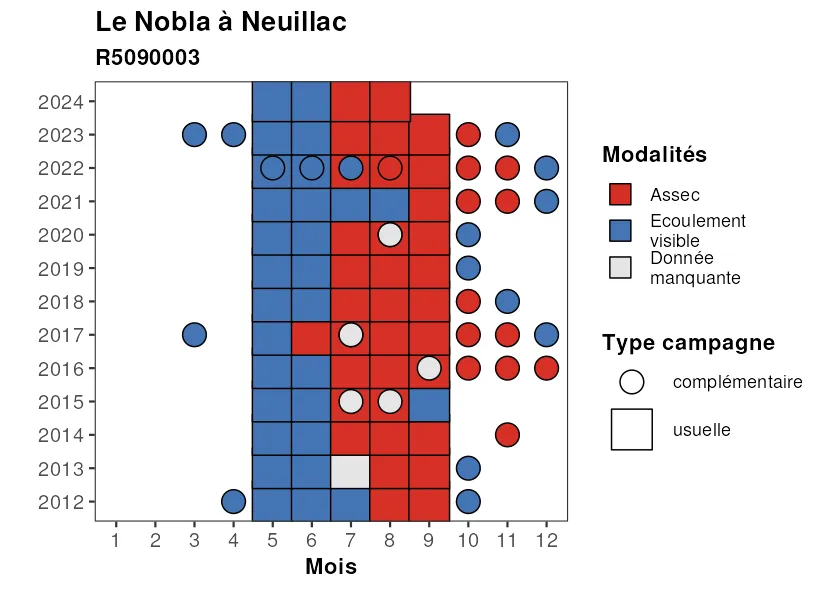 Le Nobla à Neuillac
R5090003
2024
2023
2022
2021
2020
2019
2018
2017
2016
2015
2014
2013
2012
1 2 3 4 5 6 7 8 9 10 11 12
Mois
Modalités
Assec
Ecoulement
visible
Donnée
manquante
Type campagne
complémentaire
usuelle